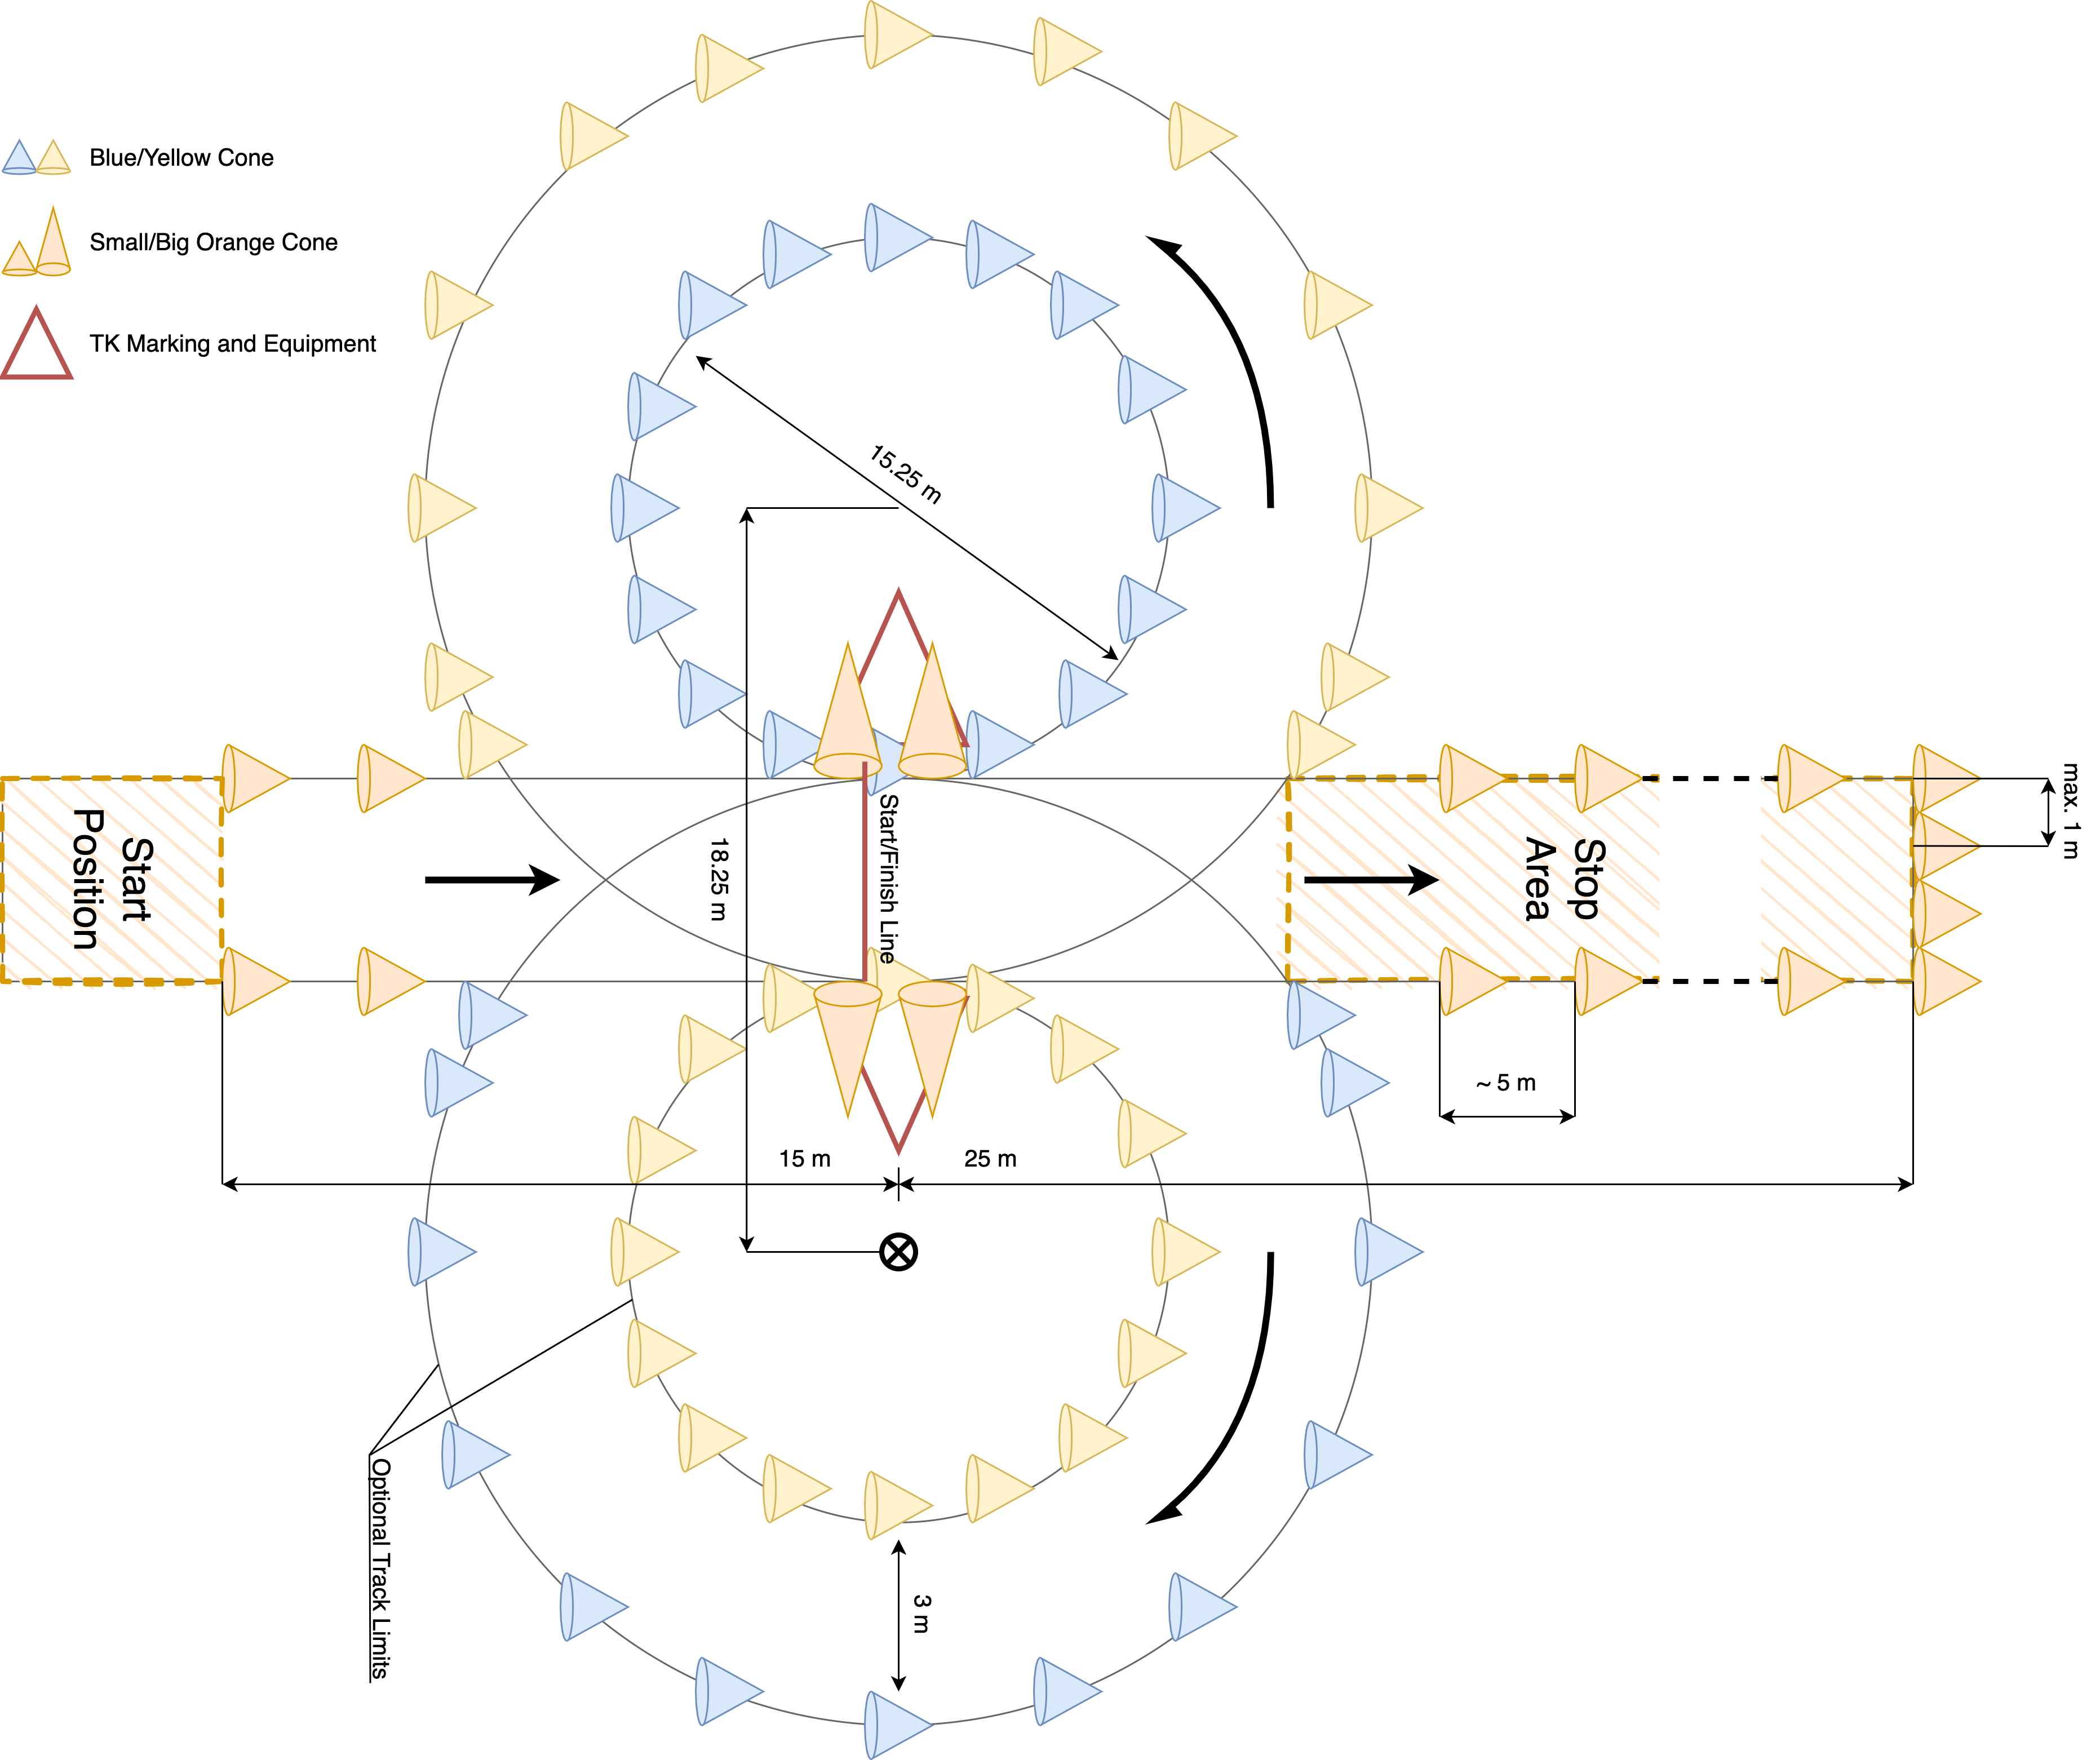 Blue/Yellow Cone
Small/Big Orange Cone
TK Marking and Equipment
15.25 m
18.25 m
Start/Finish Line
Start
Position
Stop
Area
max. 1 m
~ 5 m
15 m
25 m
3 m
Optional Track Limits